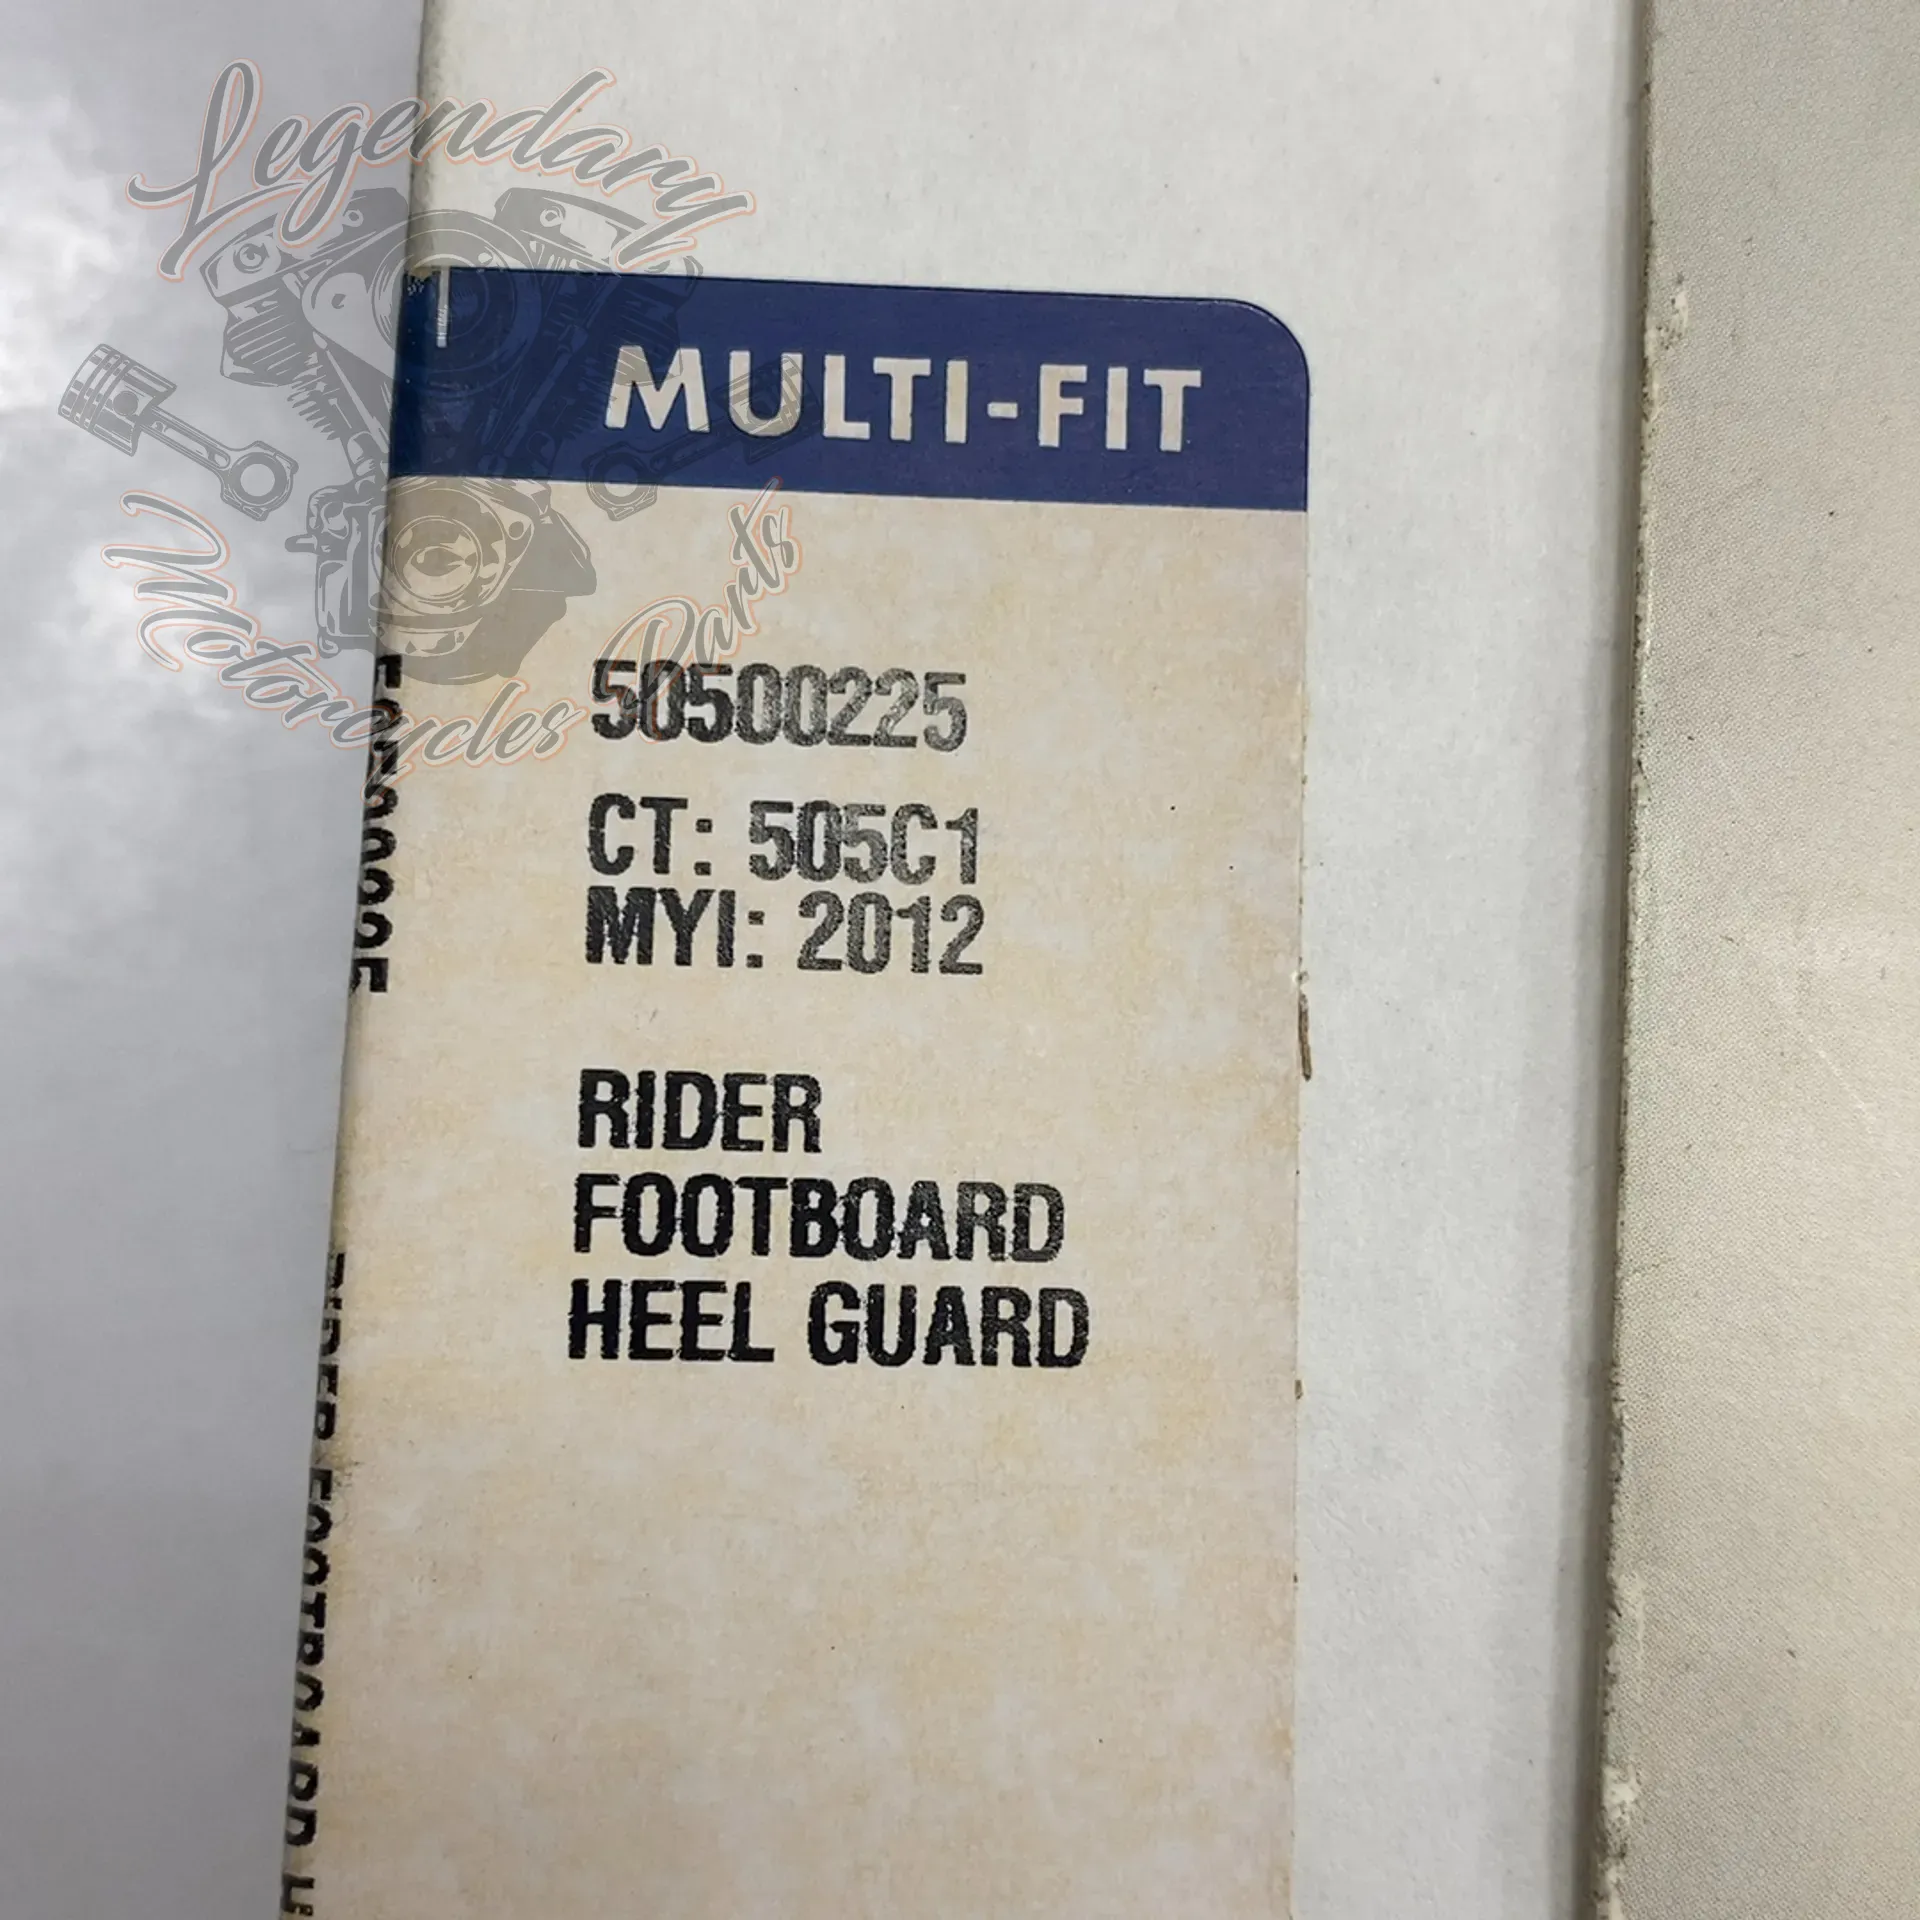 Legendary
Motorcycles Parts
MULTI-FIT
50500225
CT: 505C1
MYI: 2012
RIDER
FOOTBOARD
HEEL GUARD